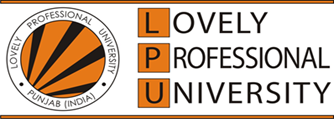 LOVELY PROFESSIONAL UNIVERSITY
• PUNJAB (INDIA) •
L LOVELY
P PROFESSIONAL
U UNIVERSITY